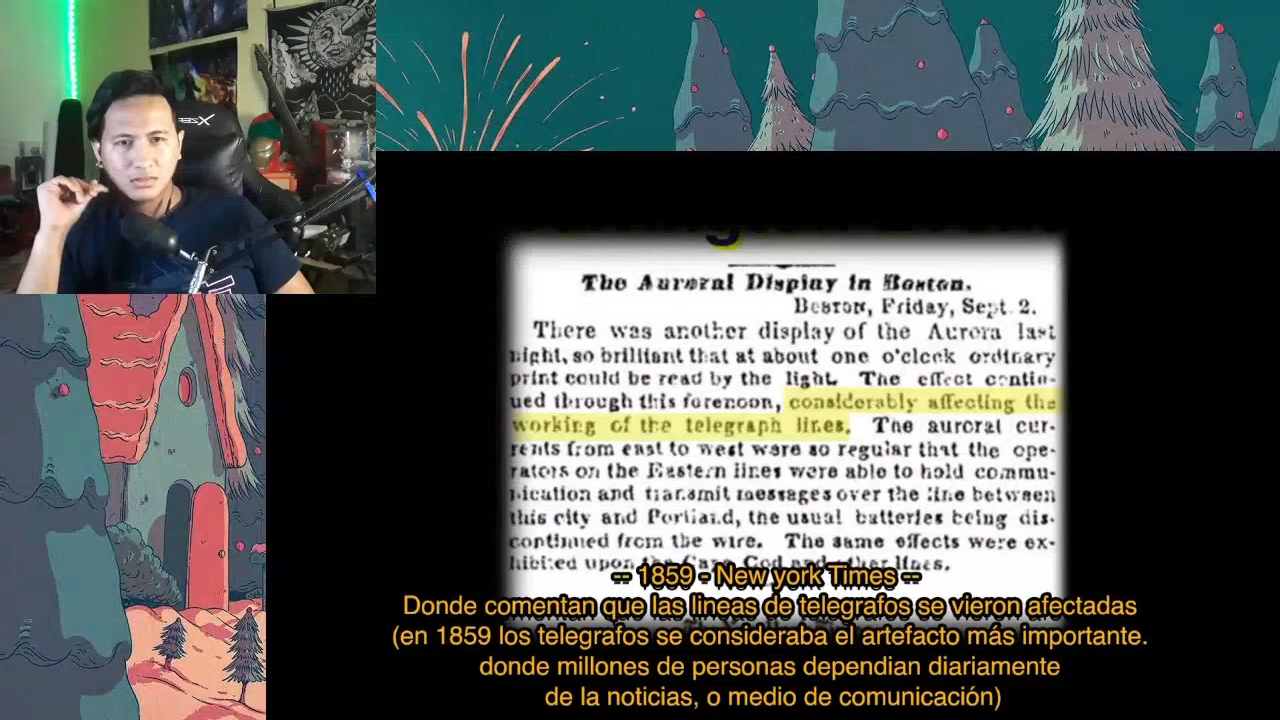 The Auroral Display in Boston.
BOSTON, Friday, Sept. 2.
There was another display of the Aurora last
night, so brilliant that at about one o'clock ordinary
print could be read by the light. The effect contin-
ued through this forenoon, considerably affecting the
working of the telegraph lines. The auroral cur-
rents from east to west were so regular that the ope-
rators on the Eastern lines were able to hold commu-
nication and transmit messages over the line between
this city and Portland, the usual batteries being dis-
continued from the wire. The same effects were ex-
hibited upon the Cape Cod and other lines.
-- 1859 - New york Times --
Donde comentan que las lineas de telegrafos se vieron afectadas
(en 1859 los telegrafos se consideraba el artefacto más importante.
donde millones de personas dependian diariamente
de la noticias, o medio de comunicación)